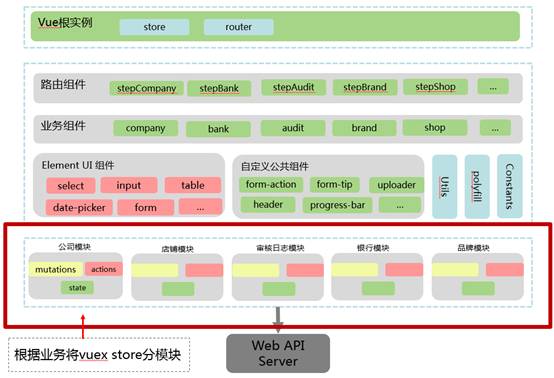 Vue根实例 store router
路由组件 stepCompany stepBank stepAudit stepBrand stepShop ...
业务组件 company bank audit brand shop ...
Element UI 组件
select input table
date-picker form ...
自定义公共组件
form-action form-tip uploader
header progress-bar ...
Utils
polyfill
Constants
公司模块 店铺模块 审核日志模块 银行模块 品牌模块
mutations actions
state
根据业务将vuex store分模块
Web API
Server